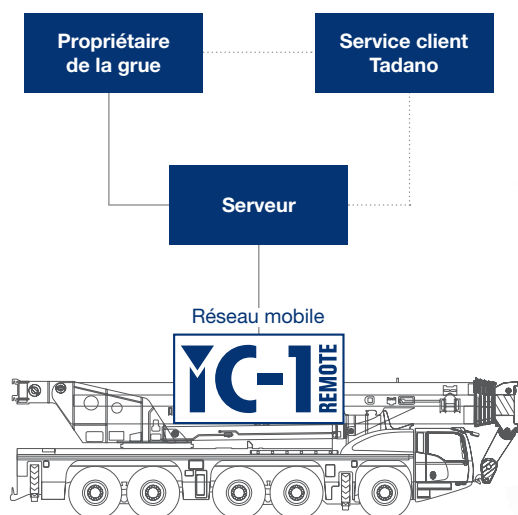 Propriétaire
de la grue
Service client
Tadano
Serveur
Réseau mobile
IC-1
REMOTE